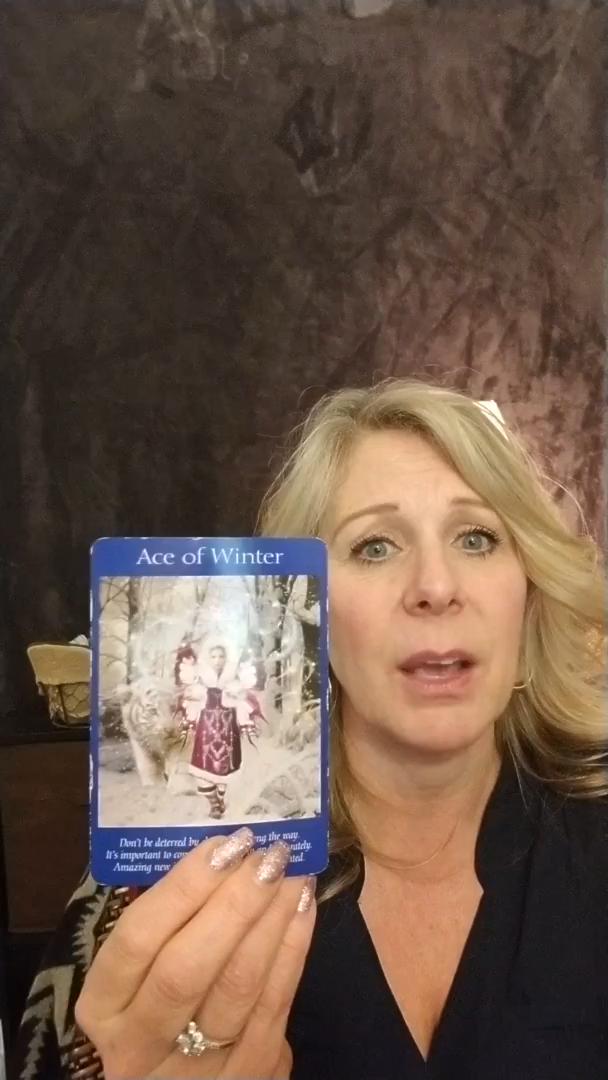 Ace of Winter
Don't be deterred by the way.
It's important to
Amazing new